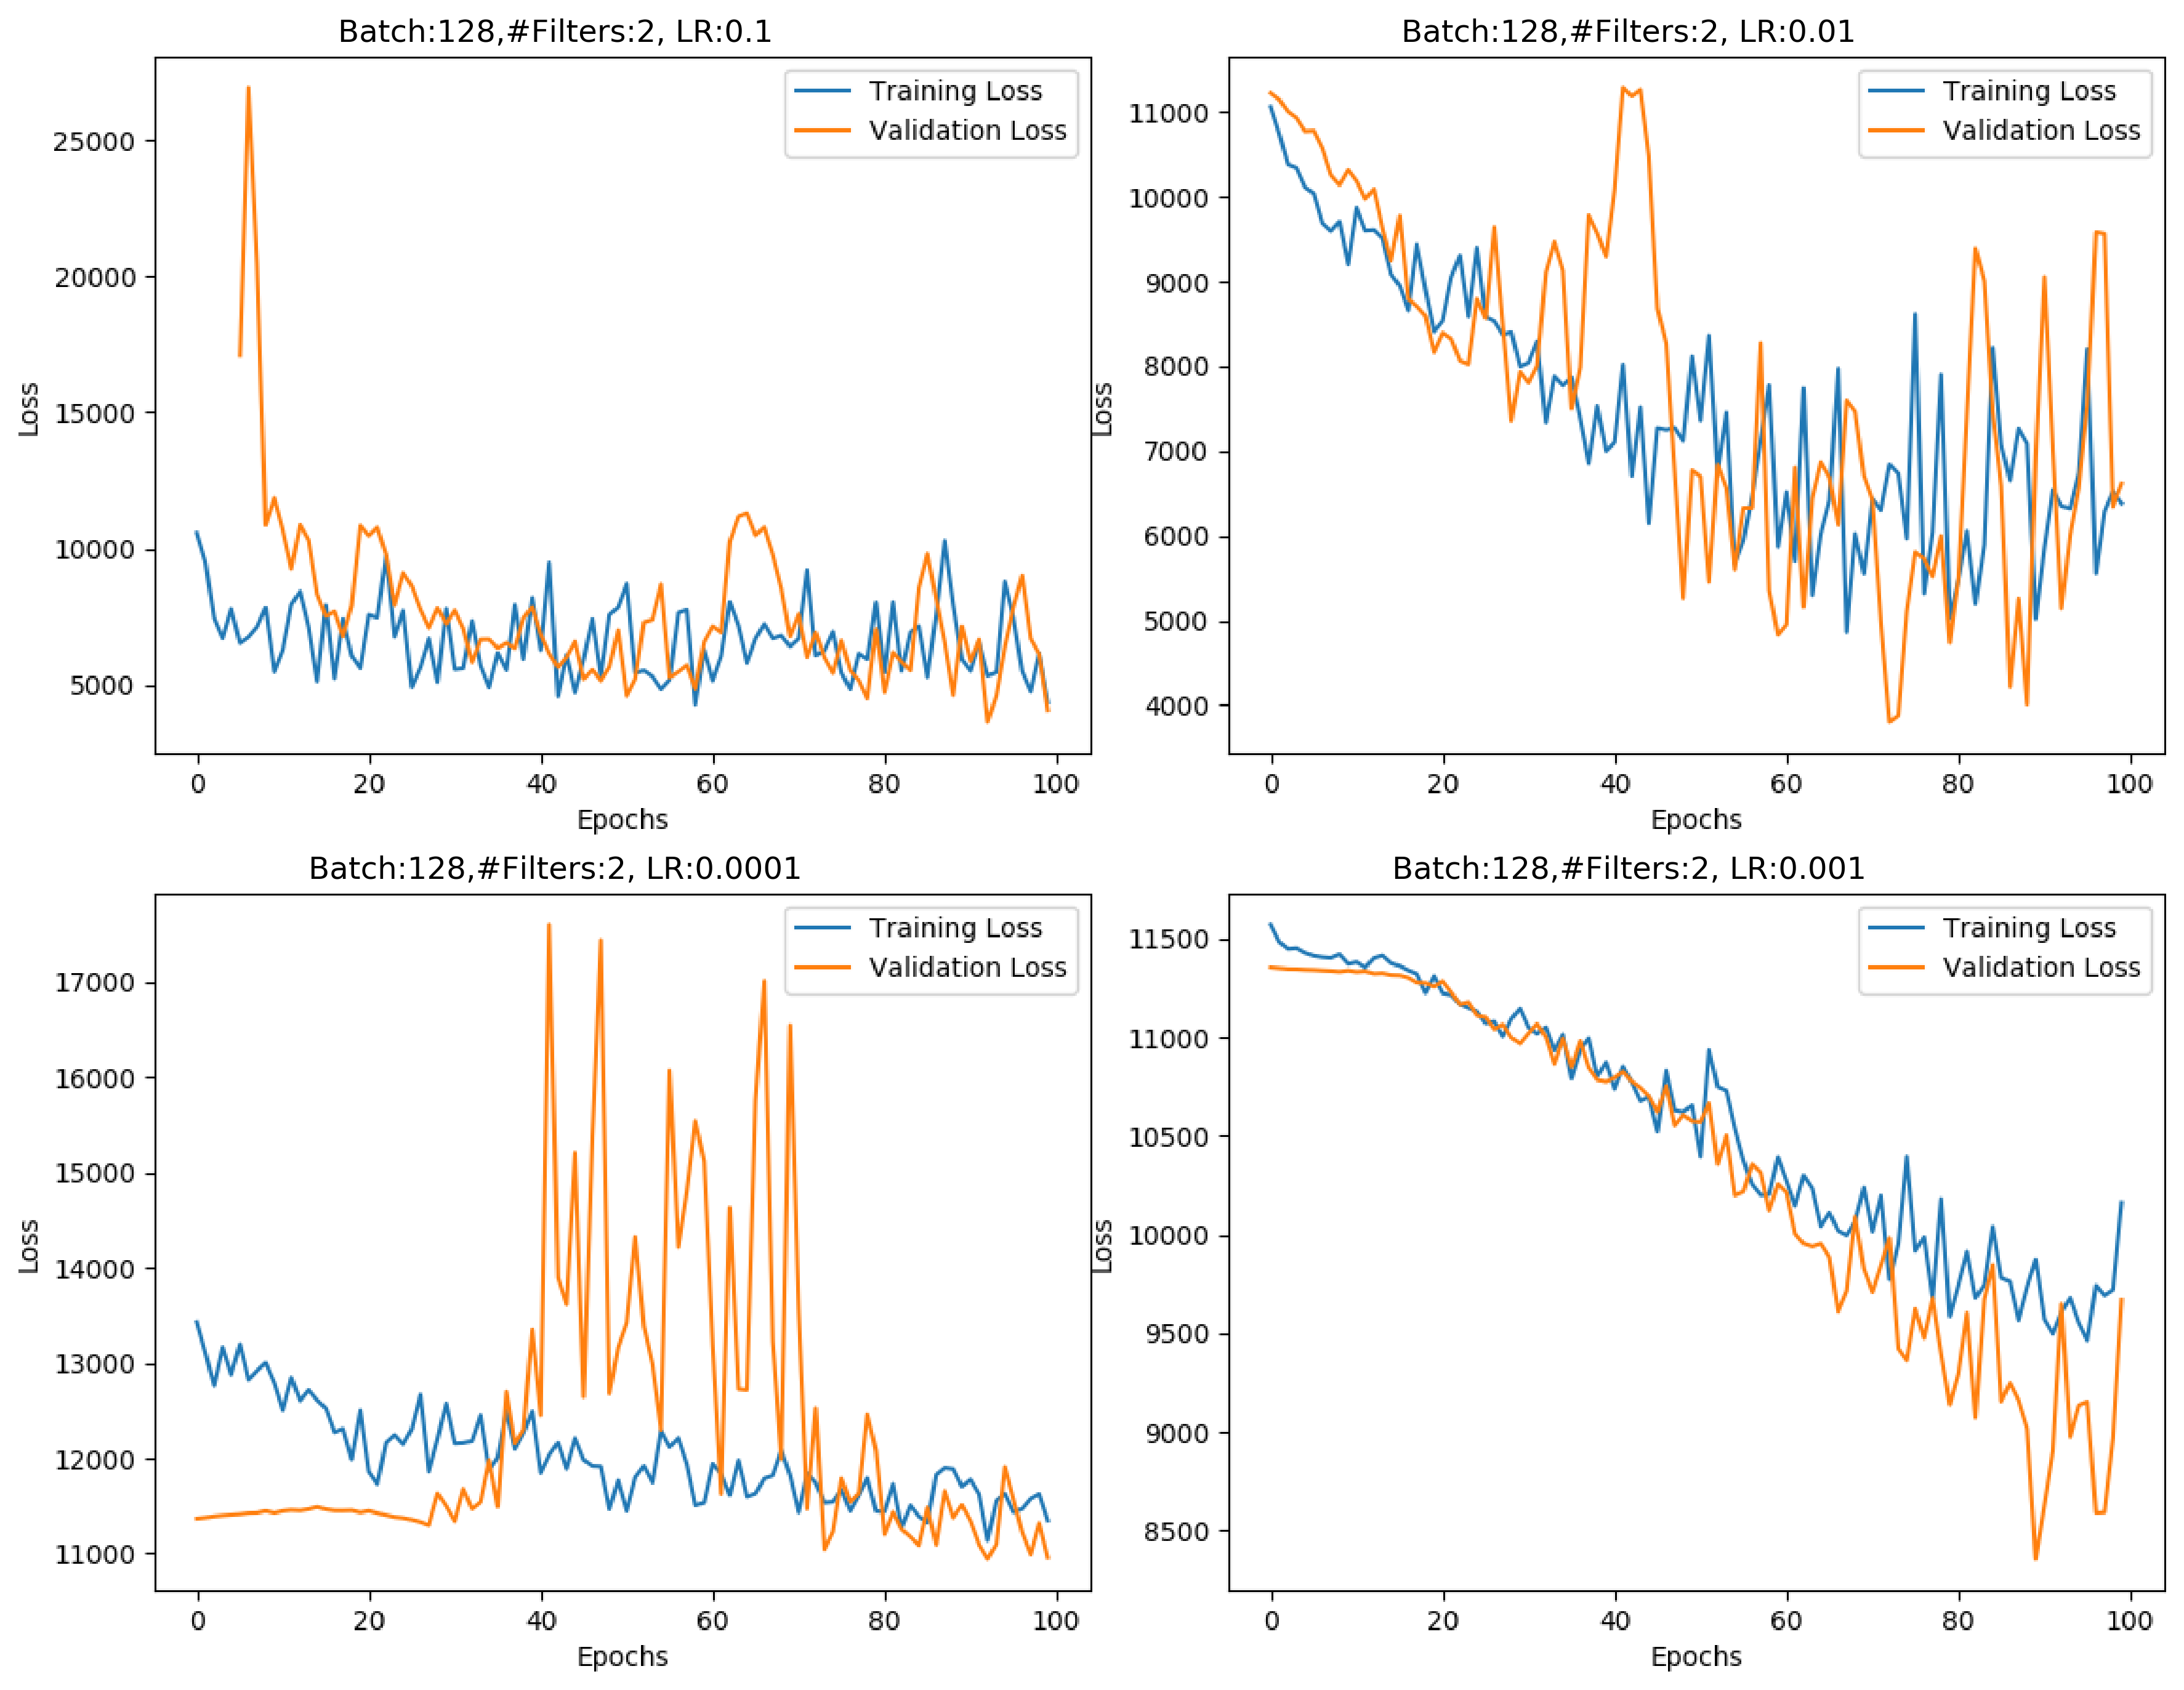 Batch:128,#Filters:2, LR:0.1
Training Loss
Validation Loss
25000
20000
15000
10000
5000
Loss
0 20 40 60 80 100
Epochs
Batch:128,#Filters:2, LR:0.01
Training Loss
Validation Loss
11000
10000
9000
8000
7000
6000
5000
4000
Loss
0 20 40 60 80 100
Epochs
Batch:128,#Filters:2, LR:0.0001
Training Loss
Validation Loss
17000
16000
15000
14000
13000
12000
11000
Loss
0 20 40 60 80 100
Epochs
Batch:128,#Filters:2, LR:0.001
Training Loss
Validation Loss
11500
11000
10500
10000
9500
9000
8500
Loss
0 20 40 60 80 100
Epochs